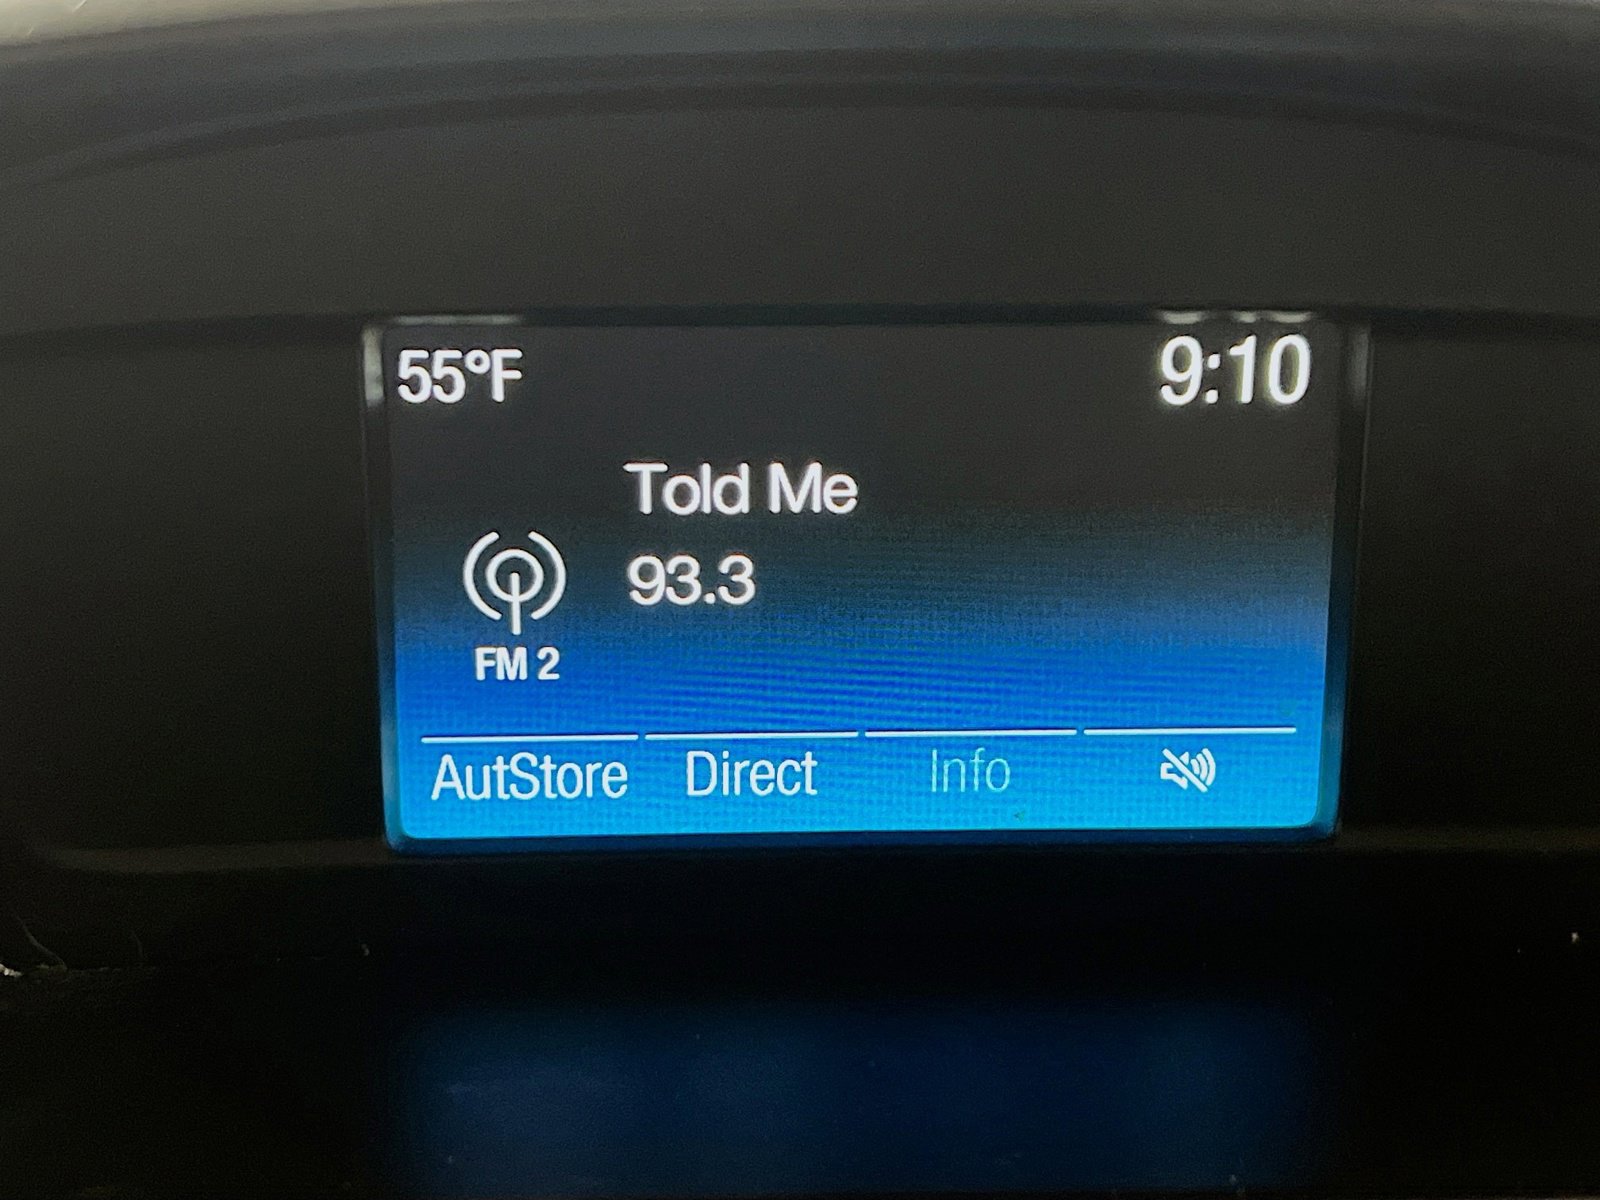 55°F 9:10
Told Me
93.3
FM 2
AutStore Direct Info